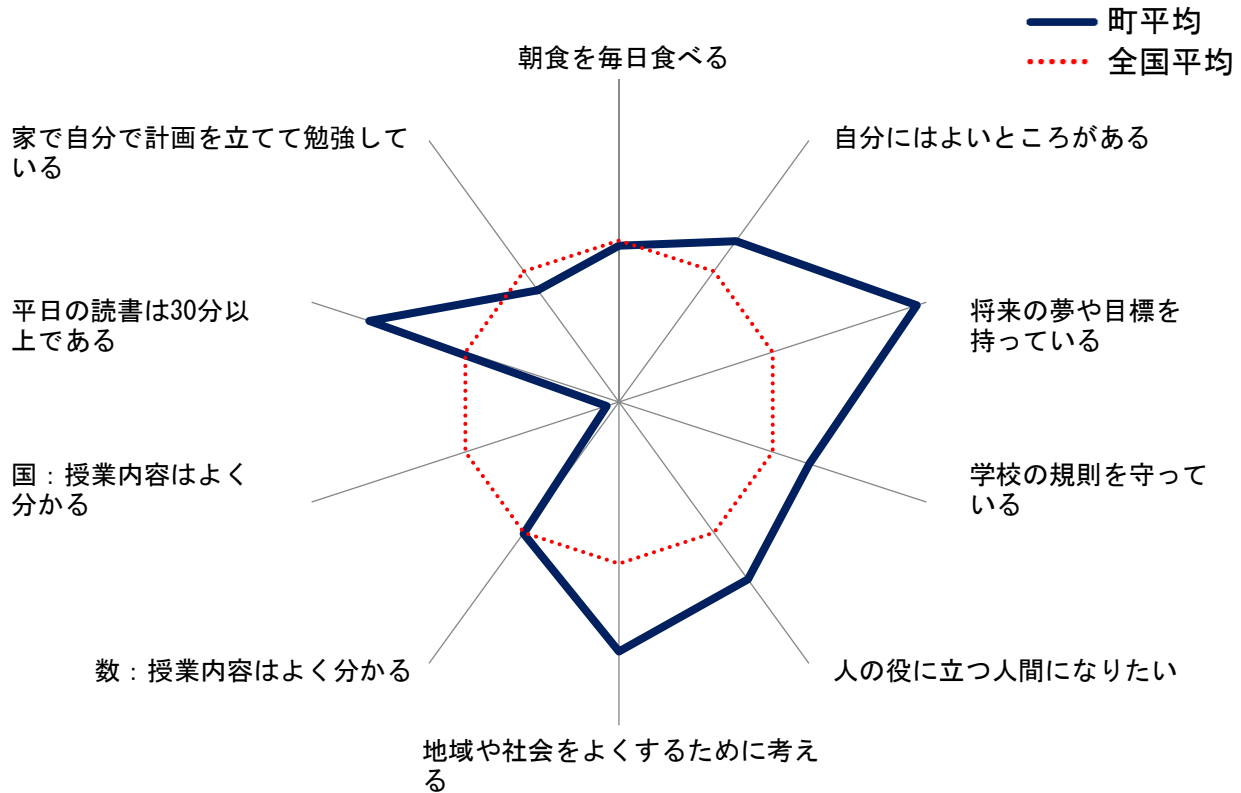 町平均
全国平均
朝食を毎日食べる
自分にはよいところがある
将来の夢や目標を
持っている
学校の規則を守って
いる
人の役に立つ人間になりたい
地域や社会をよくするために考え
る
数：授業内容はよく分かる
国：授業内容はよく
分かる
平日の読書は30分以
上である
家で自分で計画を立てて勉強して
いる